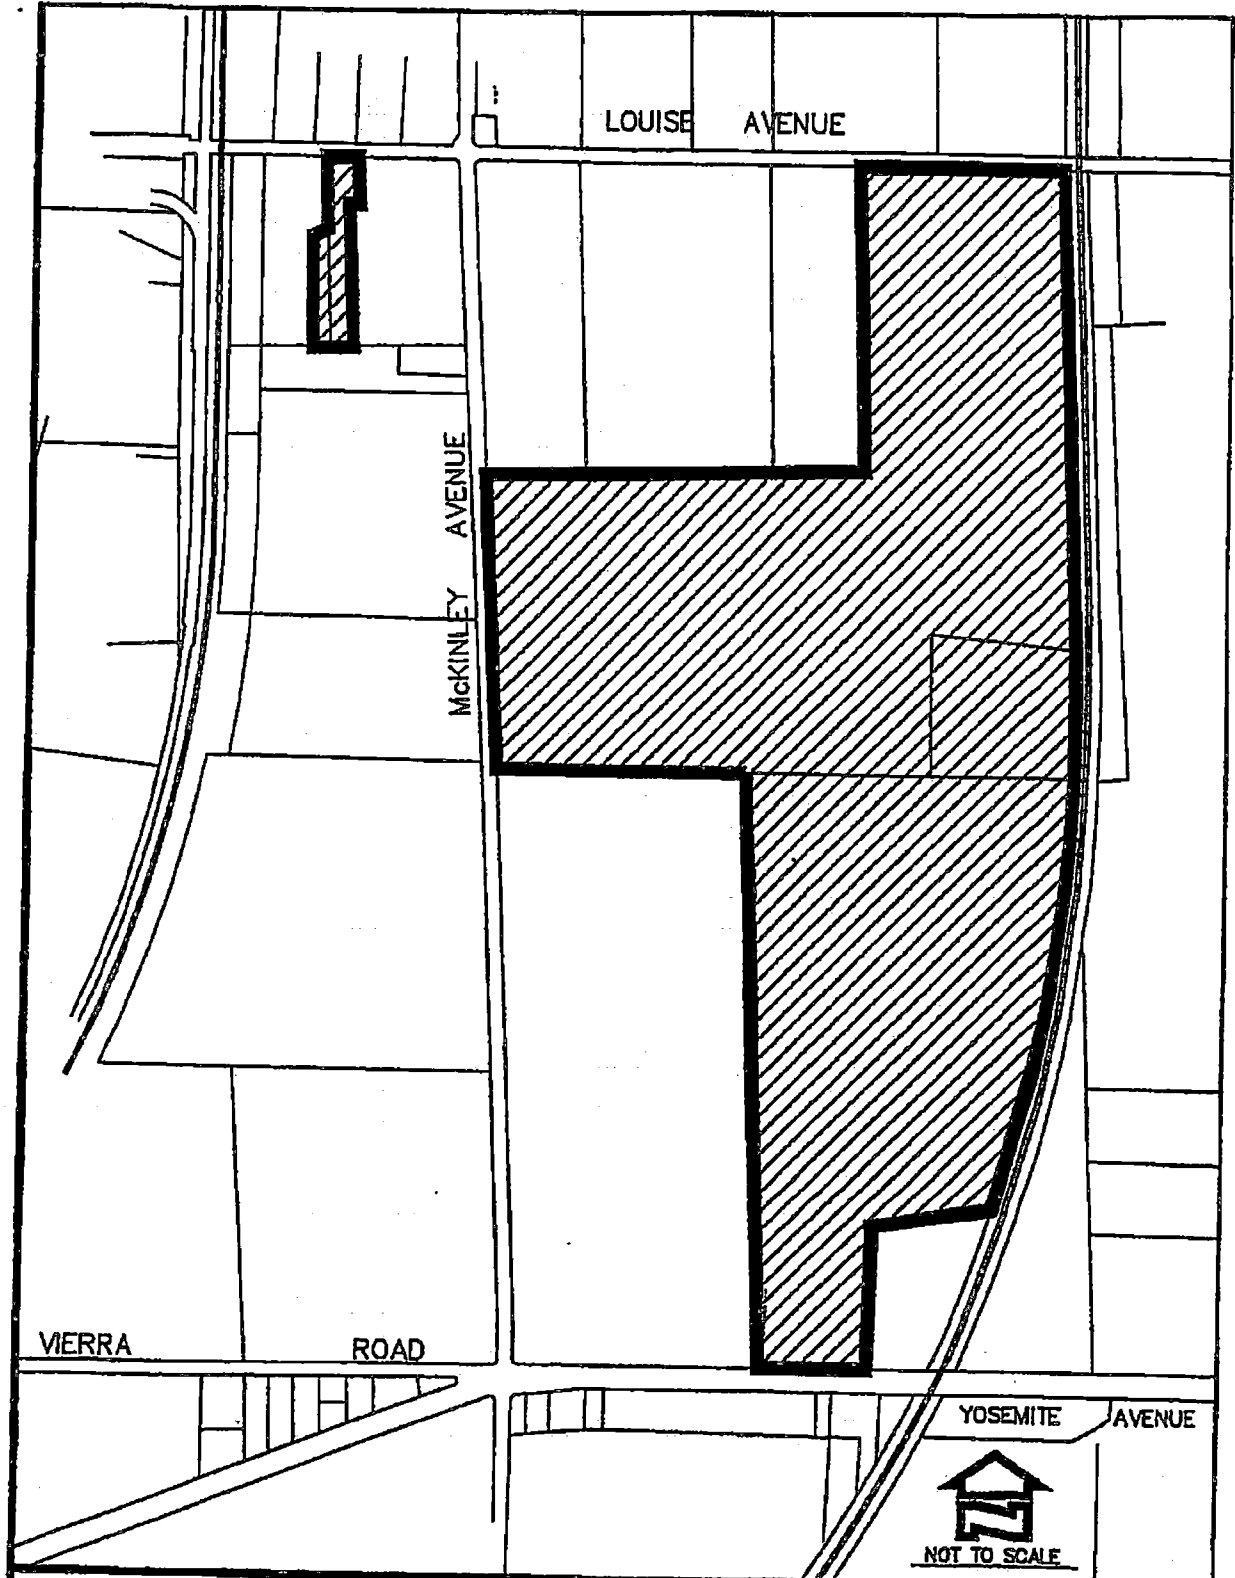 LOUISE AVENUE
McKINLEY AVENUE
VIERRA ROAD
YOSEMITE AVENUE
N
NOT TO SCALE